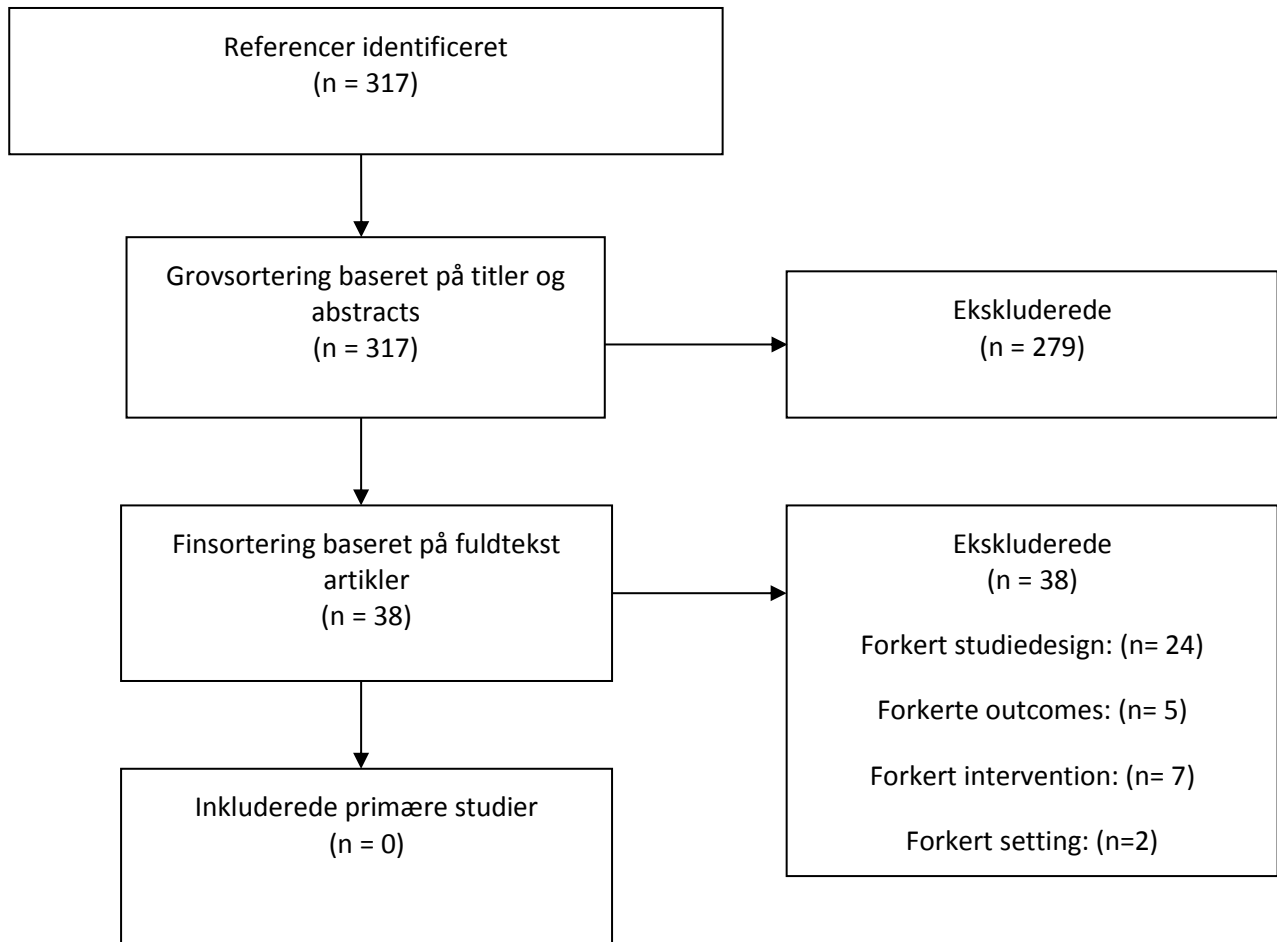 Referencer identificeret
(n = 317)
Grovsortering baseret på titler og
abstracts
(n = 317)
Ekskluderede
(n = 279)
Finsortering baseret på fuldtekst
artikler
(n = 38)
Ekskluderede
(n = 38)
Forkert studiedesign: (n= 24)
Forkerte outcomes: (n= 5)
Forkert intervention: (n= 7)
Forkert setting: (n=2)
Inkluderede primære studier
(n = 0)